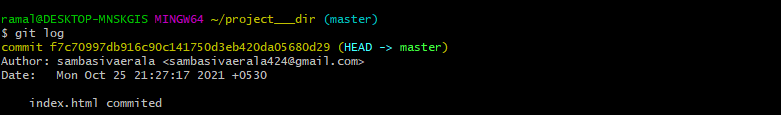 ramal@DESKTOP-MNSKGIS MINGW64 ~/project___dir (master)
$ git log
commit f7c70997db916c90c141750d3eb420da05680d29 (HEAD -> master)
Author: sambasivaerala <sambasivaerala424@gmail.com>
Date:   Mon Oct 25 21:27:17 2021 +0530
    index.html commited